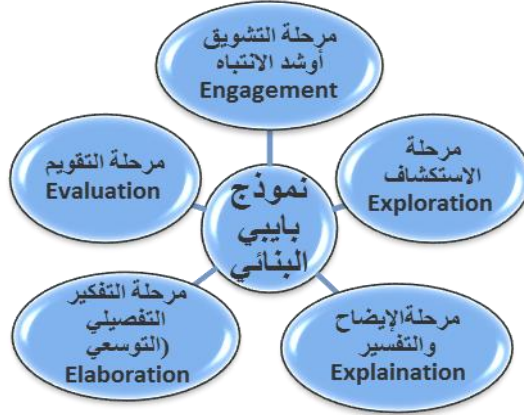 مرحلة التشويق
أوشد الانتباه
Engagement
مرحلة
الاستكشاف
Exploration
مرحلةالإيضاح
والتفسير
Explaination
مرحلة التفكير
التفصيلي
(التوسعي
Elaboration
مرحلة التقويم
Evaluation
نموذج
بايبي
البنائي